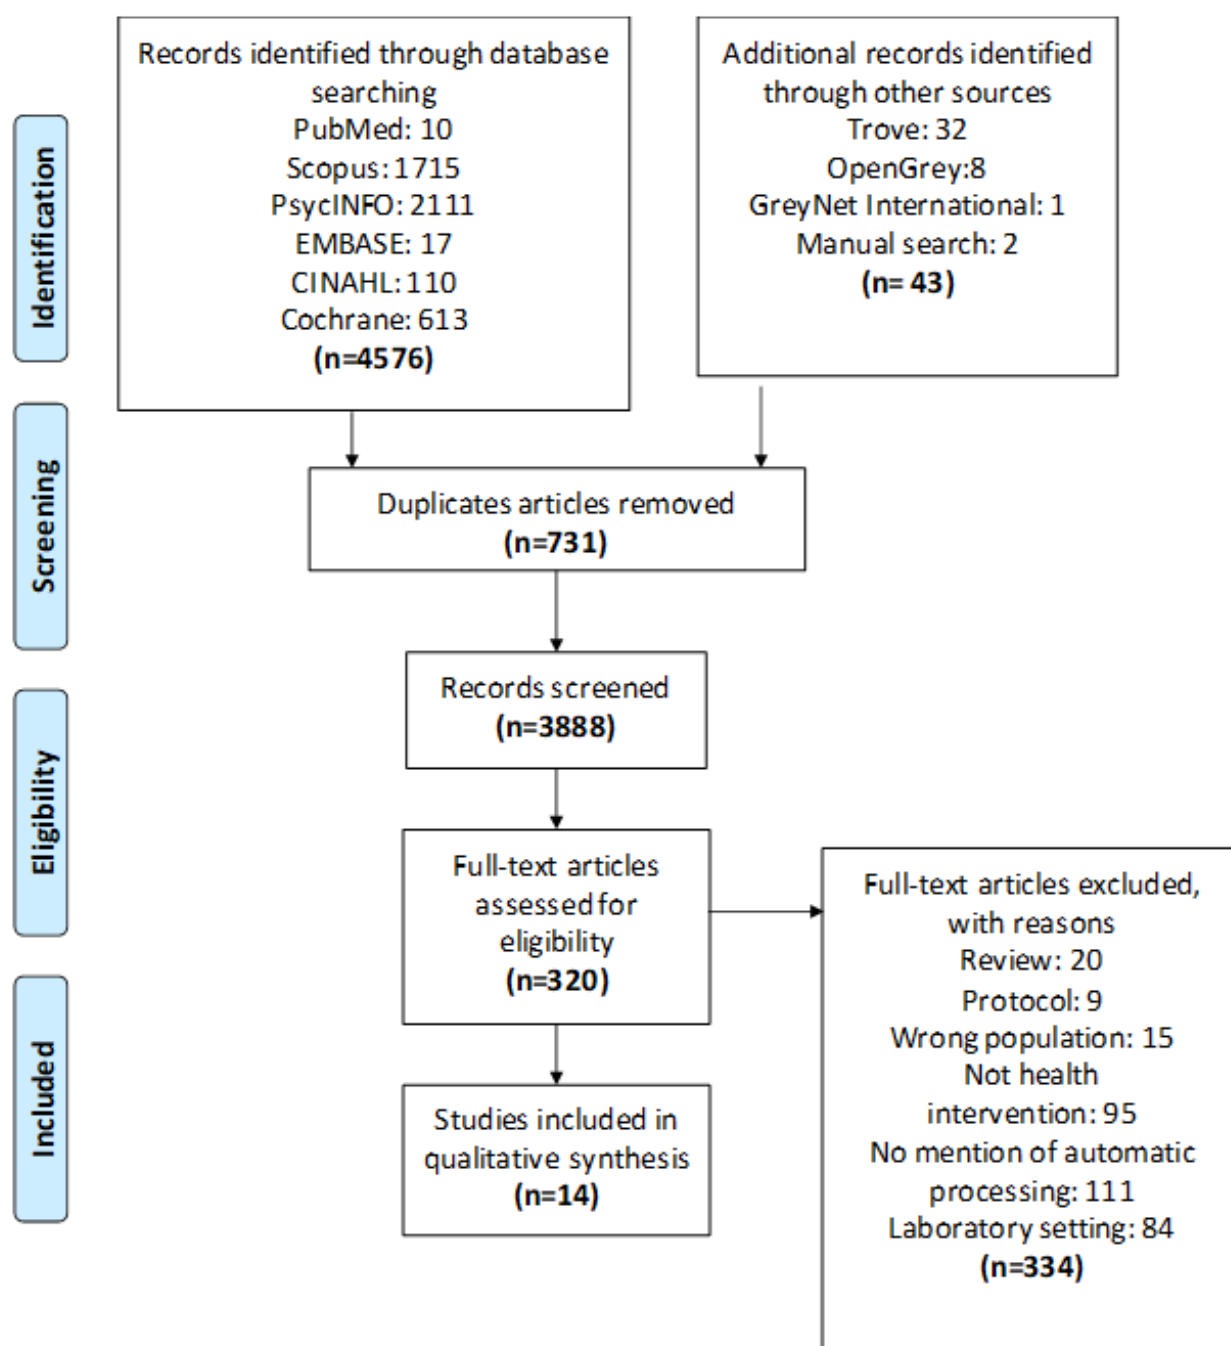 Records identified through database
searching
PubMed: 10
Scopus: 1715
PsycINFO: 2111
EMBASE: 17
CINAHL: 110
Cochrane: 613
(n=4576)
Additional records identified
through other sources
Trove: 32
OpenGrey:8
GreyNet International: 1
Manual search: 2
(n= 43)
Identification
Duplicates articles removed
(n=731)
Screening
Records screened
(n=3888)
Eligibility
Full-text articles
assessed for
eligibility
(n=320)
Full-text articles excluded,
with reasons
Review: 20
Protocol: 9
Wrong population: 15
Not health
intervention: 95
No mention of automatic
processing: 111
Laboratory setting: 84
(n=334)
Included
Studies included in
qualitative synthesis
(n=14)